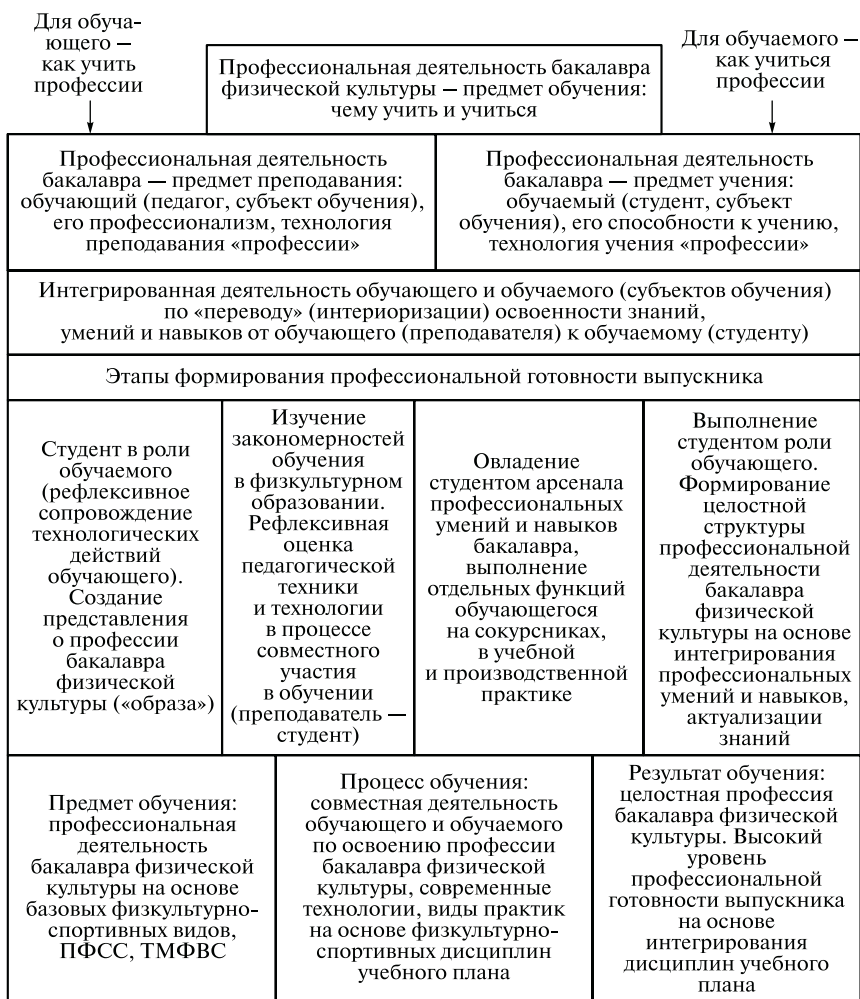 Для обуча-
ющего —
как учить
профессии
Профессиональная деятельность бакалавра
физической культуры — предмет обучения:
чему учить и учиться
Для обучаемого —
как учиться
профессии
Профессиональная деятельность
бакалавра — предмет преподавания:
обучающий (педагог, субъект обучения),
его профессионализм, технология
преподавания «профессии»
Профессиональная деятельность
бакалавра — предмет учения:
обучаемый (студент, субъект
обучения), его способности к учению,
технология учения «профессии»
Интегрированная деятельность обучающего и обучаемого (субъектов обучения)
по «переводу» (интериоризации) освоенности знаний,
умений и навыков от обучающего (преподавателя) к обучаемому (студенту)
Этапы формирования профессиональной готовности выпускника
Студент в роли
обучаемого
(рефлексивное
сопровождение
технологических
действий
обучающего).
Создание
представления
о профессии
бакалавра
физической
культуры («образа»)
Изучение
закономерностей
обучения
в физкультурном
образовании.
Рефлексивная
оценка
педагогической
техники
и технологии
в процессе
совместного
участия
в обучении
(преподаватель —
студент)
Овладение
студентом арсенала
профессиональных
умений и навыков
бакалавра,
выполнение
отдельных функций
обучающегося
на сокурсниках,
в учебной
и производственной
практике
Выполнение
студентом роли
обучающего.
Формирование
целостной
структуры
профессиональной
деятельности
бакалавра
физической
культуры на основе
интегрирования
профессиональных
умений и навыков,
актуализации
знаний
Предмет обучения:
профессиональная
деятельность
бакалавра физической
культуры на основе
базовых физкультурно-
спортивных видов,
ПФСС, ТМФВС
Процесс обучения:
совместная деятельность
обучающего и обучаемого
по освоению профессии
бакалавра физической
культуры, современные
технологии, виды практик
на основе физкультурно-
спортивных дисциплин
учебного плана
Результат обучения:
целостная профессия
бакалавра физической
культуры. Высокий
уровень
профессиональной
готовности выпускника
на основе
интегрирования
дисциплин учебного
плана